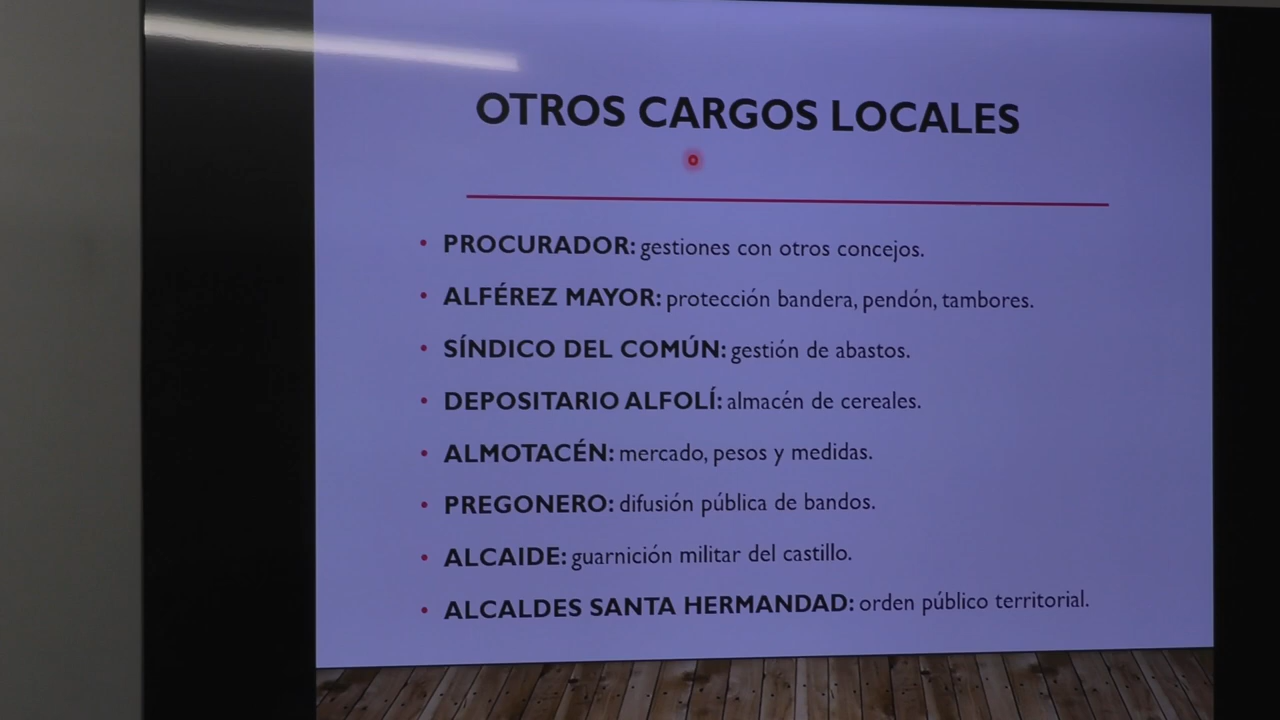 OTROS CARGOS LOCALES
• PROCURADOR: gestiones con otros concejos.
• ALFÉREZ MAYOR: protección bandera, pendón, tambores.
• SÍNDICO DEL COMÚN: gestión de abastos.
• DEPOSITARIO ALFOLÍ: almacén de cereales.
• ALMOTACÉN: mercado, pesos y medidas.
• PREGONERO: difusión pública de bandos.
• ALCAIDE: guarnición militar del castillo.
• ALCALDES SANTA HERMANDAD: orden público territorial.